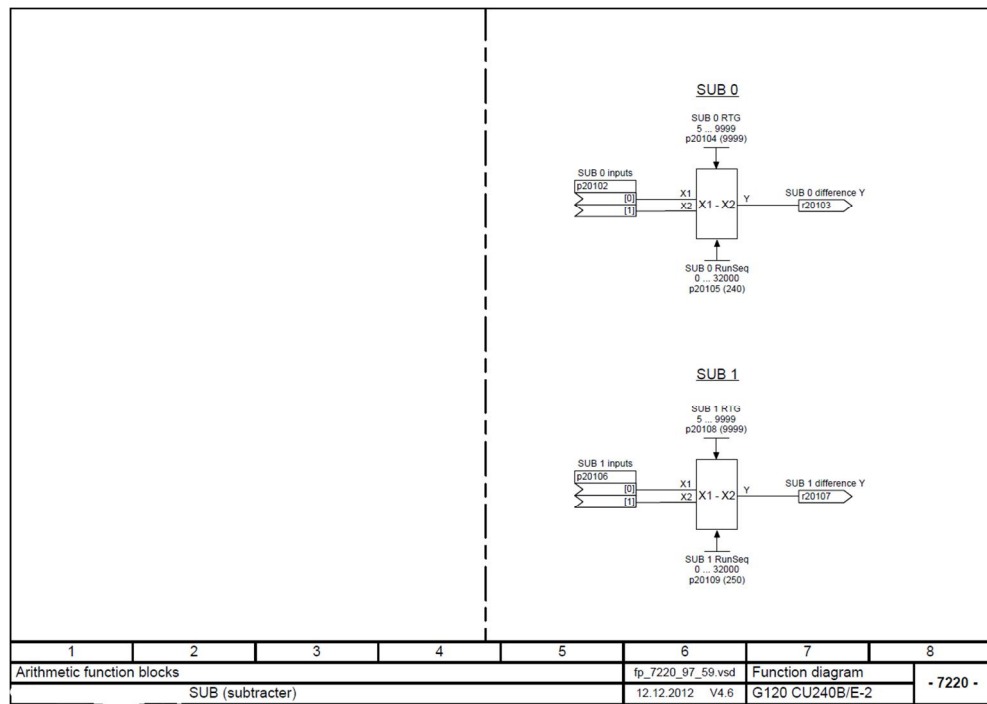 SUB 0
SUB 0 RTG
5 ... 9999
p20104 (9999)
SUB 0 inputs
p20102
[0]
[1]
X1
X2
X1 - X2
Y
SUB 0 difference Y
r20103
SUB 0 RunSeq
0 ... 32000
p20105 (240)
SUB 1
SUB 1 RTG
5 ... 9999
p20108 (9999)
SUB 1 inputs
p20106
[0]
[1]
X1
X2
X1 - X2
Y
SUB 1 difference Y
r20107
SUB 1 RunSeq
0 ... 32000
p20109 (250)
1 2 3 4 5 6 7 8
Arithmetic function blocks fp_7220_97_59.vsd Function diagram
SUB (subtracter) 12.12.2012 V4.6 G120 CU240B/E-2
- 7220 -